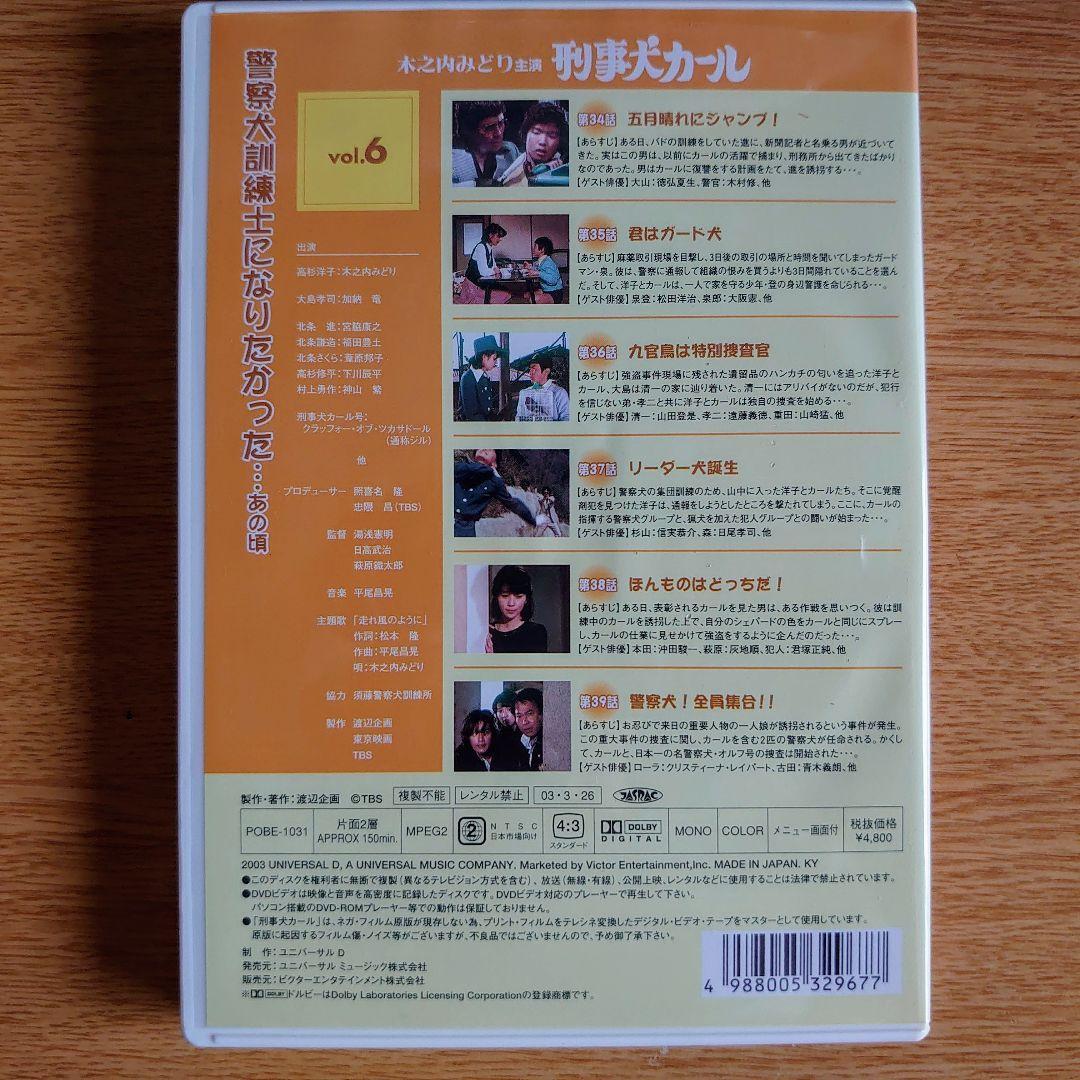 木之内みどり主演 刑事犬カール
警察犬訓練士になりたかった…あの頃
vol.6
出演
高杉洋子:木之内みどり
大島孝司:加納 竜
北条 進:宮脇康之
北条謙造:福田豊土
北条さくら:葦原邦子
高杉修平:下川辰平
村上勇作:神山 繁
刑事犬カール号:
クラッフォー・オブ・ツカサドール
(通称ジル)
他
プロデューサー 照喜名 隆
忠隈 昌(TBS)
監督 湯浅憲明
日高武治
萩原鐵太郎
音楽 平尾昌晃
主題歌 「走れ風のように」
作詞:松本 隆
作曲:平尾昌晃
唄:木之内みどり
協力 須藤警察犬訓練所
製作 渡辺企画
東京映画
TBS
第34話 五月晴れにジャンプ!
【あらすじ】ある日、バドの訓練をしていた進に、新聞記者と名乗る男が近づいて
きた。実はこの男は、以前にカールの活躍で捕まり、刑務所から出てきたばかり
なのであった。男はカールに復讐をする計画をたて、進を誘拐する・・・。
【ゲスト俳優】大山:徳弘夏生、警官:木村修、他
第35話 君はガード犬
【あらすじ】麻薬取引現場を目撃し、3日後の取引の場所と時間を聞いてしまったガード
マン・泉。彼は、警察に通報して組織の恨みを買うよりも3日間隠れていることを選ん
だ。そして、洋子とカールは、一人で家を守る少年・登の身辺警護を命じられる・・・。
【ゲスト俳優】泉登:松田洋治、泉郎:大阪憲、他
第36話 九官鳥は特別捜査官
【あらすじ】強盗事件現場に残された遺留品のハンカチの匂いを追った洋子と
カール、大島は清一の家に辿り着いた。清一にはアリバイがないのだが、犯行
を信じない弟・孝二と共に洋子とカールは独自の捜査を始める・・・。
【ゲスト俳優】清一:山田登是、孝二:遠藤義徳、重田:山崎猛、他
第37話 リーダー犬誕生
【あらすじ】警察犬の集団訓練のため、山中に入った洋子とカールたち。そこに覚醒
剤犯を見つけた洋子は、通報をしようとしたところを撃たれてしまう。ここに、カールの
指揮する警察犬グループと、猟犬を加えた犯人グループとの闘いが始まった・・・。
【ゲスト俳優】杉山:信実恭介、森:日尾孝司、他
第38話 ほんものはどっちだ!
【あらすじ】ある日、表彰されるカールを見た男は、ある作戦を思いつく。彼は訓
練中のカールを誘拐した上で、自分のシェパードの色をカールと同じにスプレー
し、カールの仕業に見せかけて強盗をするように企んだのだった・・・。
【ゲスト俳優】本田:沖田駿一、萩原:灰地順、犯人:君塚正純、他
第39話 警察犬!全員集合!!
【あらすじ】お忍びで来日の重要人物の一人娘が誘拐されるという事件が発生。
この重大事件の捜査に関し、カールを含む2匹の警察犬が任命される。かくし
て、カールと、日本一の名警察犬・オルフ号の捜査は開始された・・・。
【ゲスト俳優】ローラ:クリスティーナ・レイバート、古田:青木義朗、他
製作・著作:渡辺企画 ©TBS 複製不能 レンタル禁止 03・3・26 JASRAC
POBE-1031 片面2層 APPROX 150min. MPEG2 2 NTSC 日本市場向け 4:3 スタンダード DOLBY DIGITAL MONO COLOR メニュー画面付 税抜価格 ¥4,800
2003 UNIVERSAL D, A UNIVERSAL MUSIC COMPANY. Marketed by Victor Entertainment,Inc. MADE IN JAPAN. KY
●このディスクを権利者に無断で複製(異なるテレビジョン方式を含む)、放送(無線・有線)、公開上映、レンタルなどに使用することは法律で禁止されています。
●DVDビデオは映像と音声を高密度に記録したディスクです。DVDビデオ対応のプレーヤーで再生して下さい。
パソコン搭載のDVD-ROMプレーヤー等での動作は保証しておりません。
●「刑事犬カール」は、ネガ・フィルム原版が現存しない為、プリント・フィルムをテレシネ変換したデジタル・ビデオ・テープをマスターとして使用しています。
原版に起因するフィルム傷・ノイズ等がございますが、不良品ではございませんので、予め御了承下さい。
制 作:ユニバーサル D
発売元:ユニバーサル ミュージック株式会社
販売元:ビクターエンタテインメント株式会社
※DOLBYドルビーはDolby Laboratories Licensing Corporationの登録商標です。
4 988005 329677